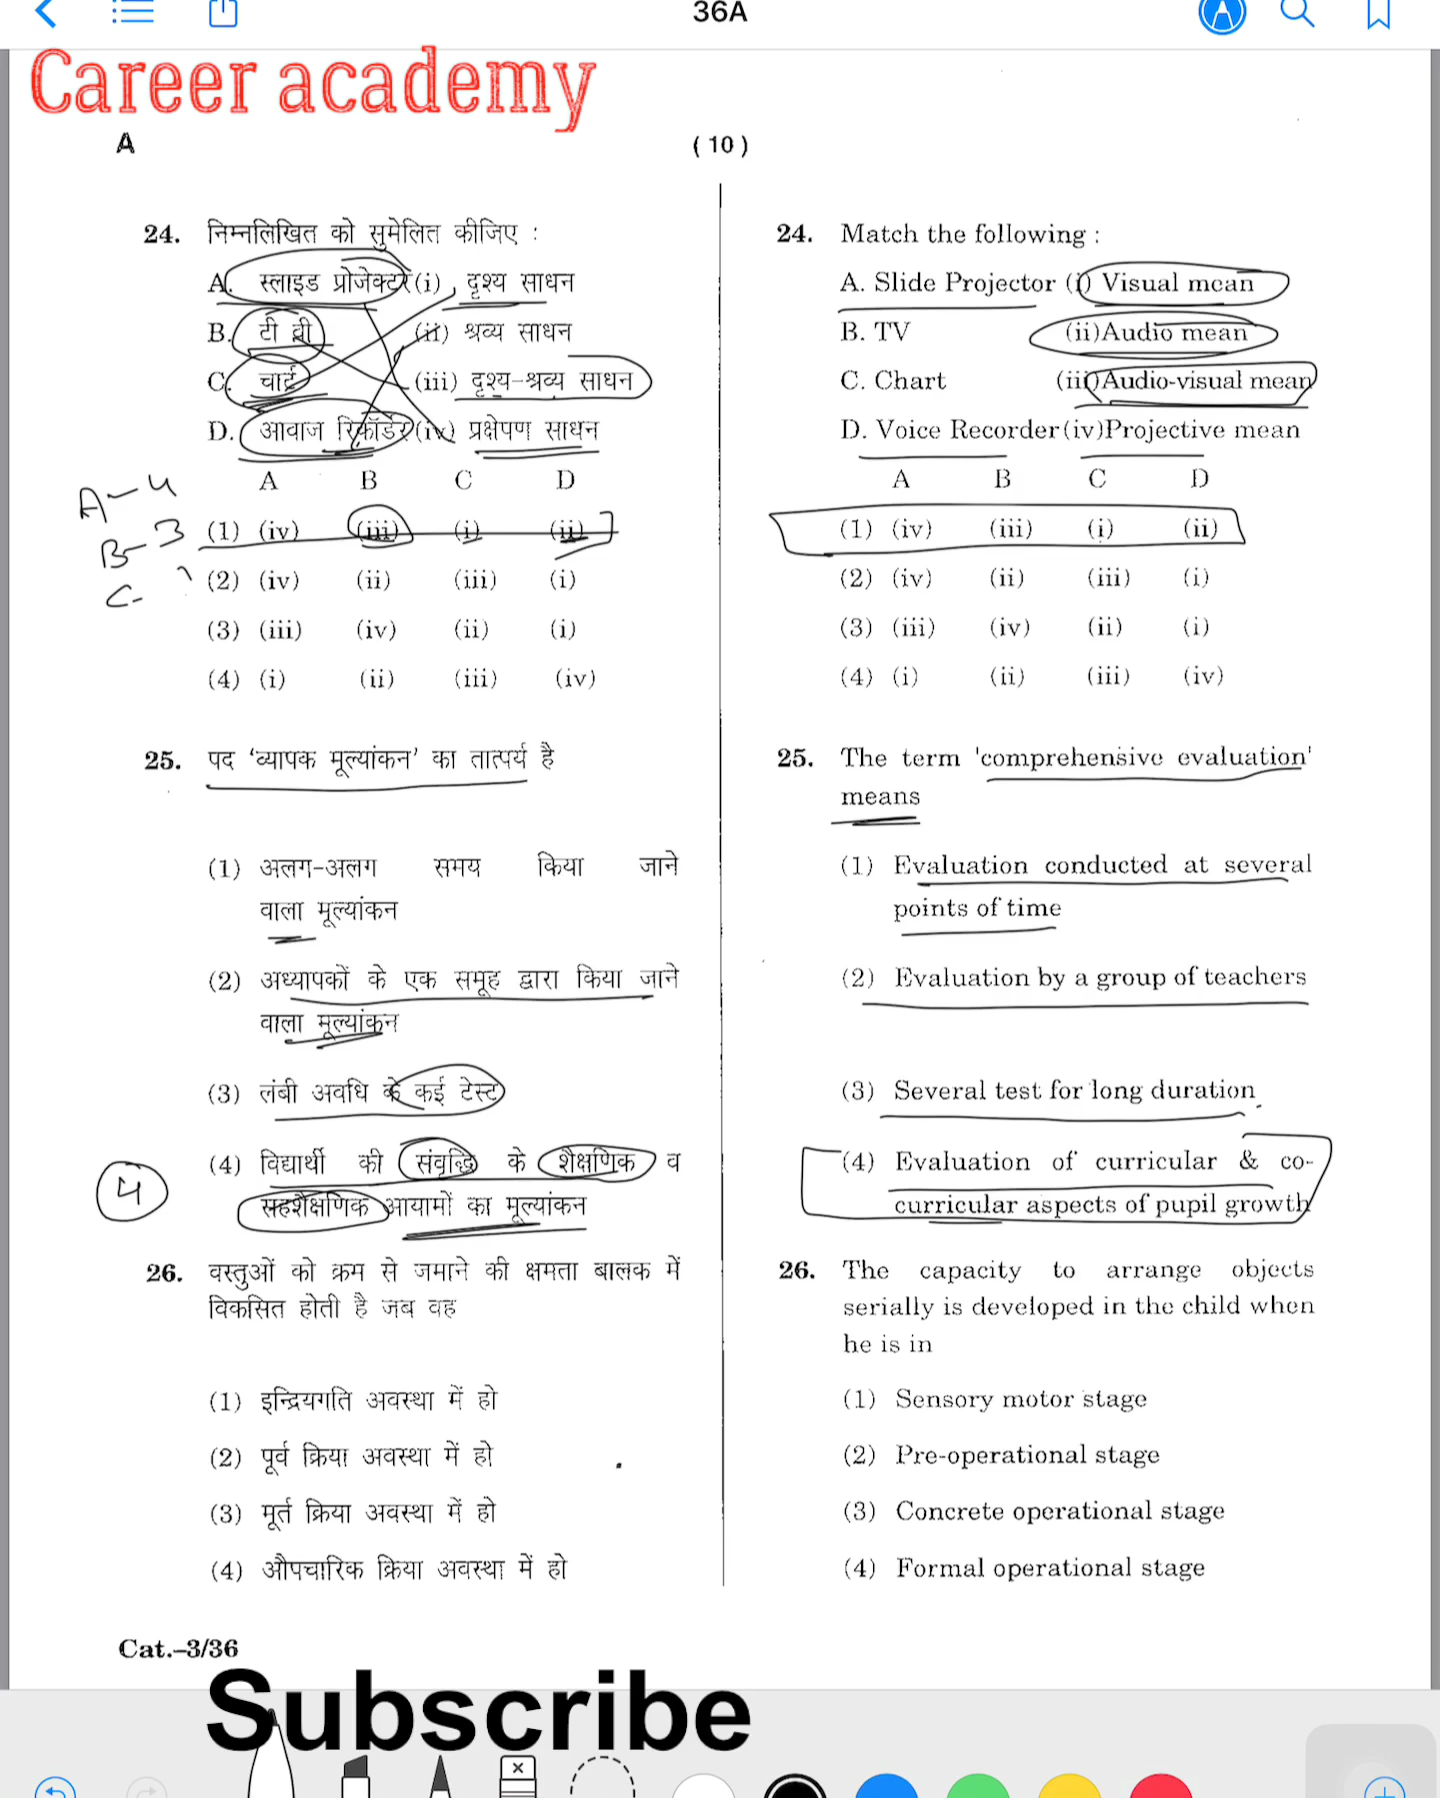 36A
Career academy
A
( 10 )
24. निम्नलिखित को सुमेलित कीजिए :
A. स्लाइड प्रोजेक्टर (i) दृश्य साधन
B. टी वी (ii) श्रव्य साधन
C. चार्ट (iii) दृश्य-श्रव्य साधन
D. आवाज रिकॉर्डर (iv) प्रक्षेपण साधन
A B C D
A-4
(1) (iv) (iii) (i) (ii)
B-3
(2) (iv) (ii) (iii) (i)
C-
(3) (iii) (iv) (ii) (i)
(4) (i) (ii) (iii) (iv)
25. पद ‘व्यापक मूल्यांकन’ का तात्पर्य है
(1) अलग-अलग समय किया जाने
वाला मूल्यांकन
(2) अध्यापकों के एक समूह द्वारा किया जाने
वाला मूल्यांकन
(3) लंबी अवधि के कई टेस्ट
(4) विद्यार्थी की संवृद्धि के शैक्षणिक व
सहशैक्षणिक आयामों का मूल्यांकन
4
26. वस्तुओं को क्रम से जमाने की क्षमता बालक में
विकसित होती है जब वह
(1) इन्द्रियगति अवस्था में हो
(2) पूर्व क्रिया अवस्था में हो
(3) मूर्त क्रिया अवस्था में हो
(4) औपचारिक क्रिया अवस्था में हो
24. Match the following :
A. Slide Projector (i) Visual mean
B. TV (ii)Audio mean
C. Chart (iii)Audio-visual mean
D. Voice Recorder(iv)Projective mean
A B C D
(1) (iv) (iii) (i) (ii)
(2) (iv) (ii) (iii) (i)
(3) (iii) (iv) (ii) (i)
(4) (i) (ii) (iii) (iv)
25. The term 'comprehensive evaluation'
means
(1) Evaluation conducted at several
points of time
(2) Evaluation by a group of teachers
(3) Several test for long duration
(4) Evaluation of curricular & co-
curricular aspects of pupil growth
26. The capacity to arrange objects
serially is developed in the child when
he is in
(1) Sensory motor stage
(2) Pre-operational stage
(3) Concrete operational stage
(4) Formal operational stage
Cat.-3/36
Subscribe